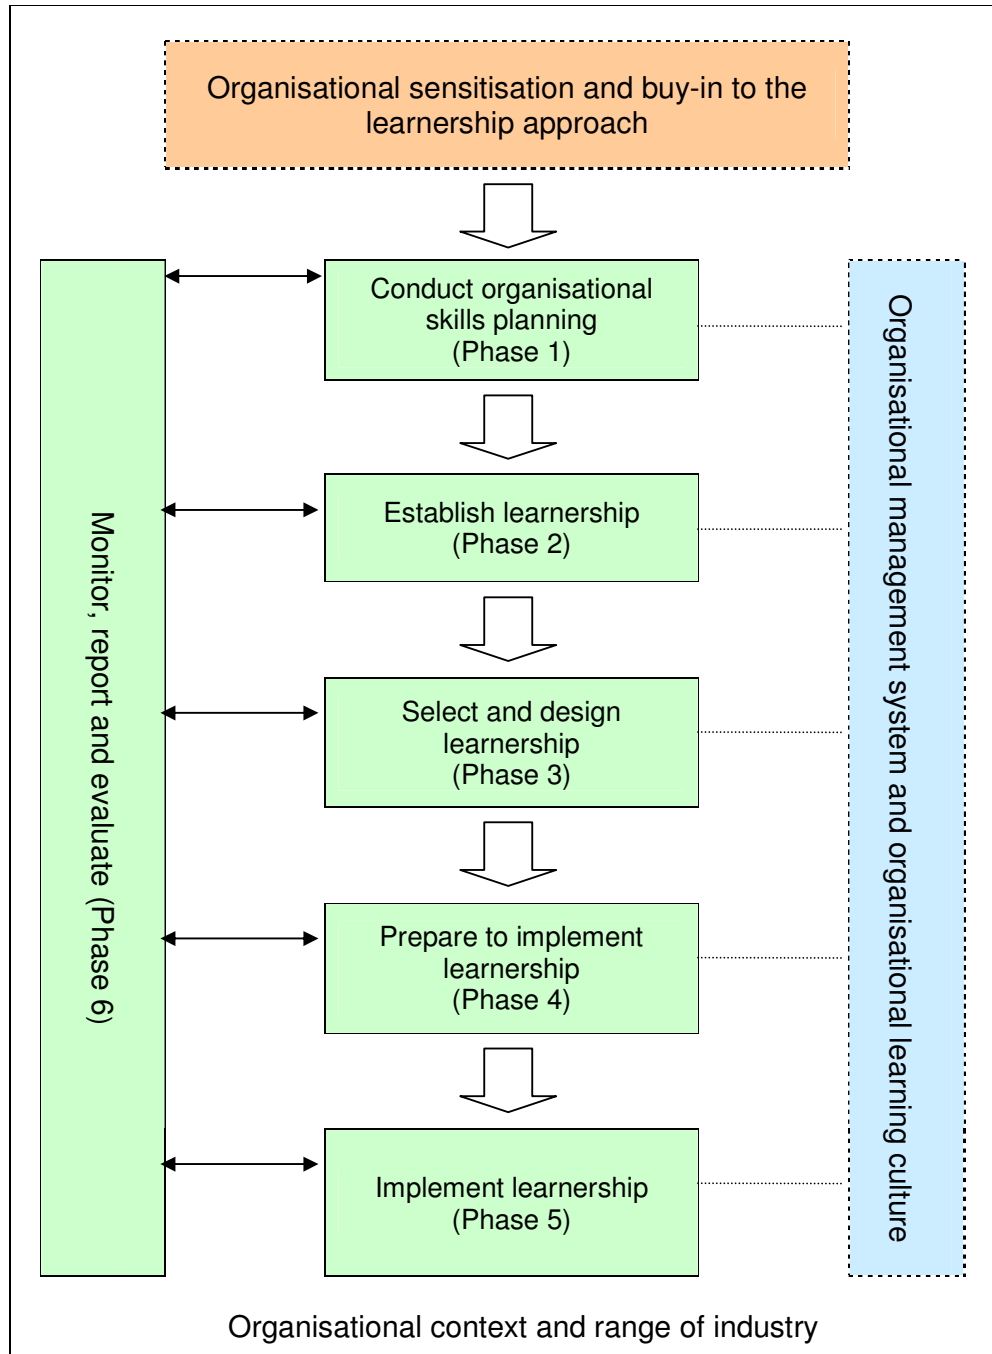 Organisational sensitisation and buy-in to the
learnership approach
Conduct organisational
skills planning
(Phase 1)
Establish learnership
(Phase 2)
Select and design
learnership
(Phase 3)
Prepare to implement
learnership
(Phase 4)
Implement learnership
(Phase 5)
Monitor, report and evaluate (Phase 6)
Organisational management system and organisational learning culture
Organisational context and range of industry